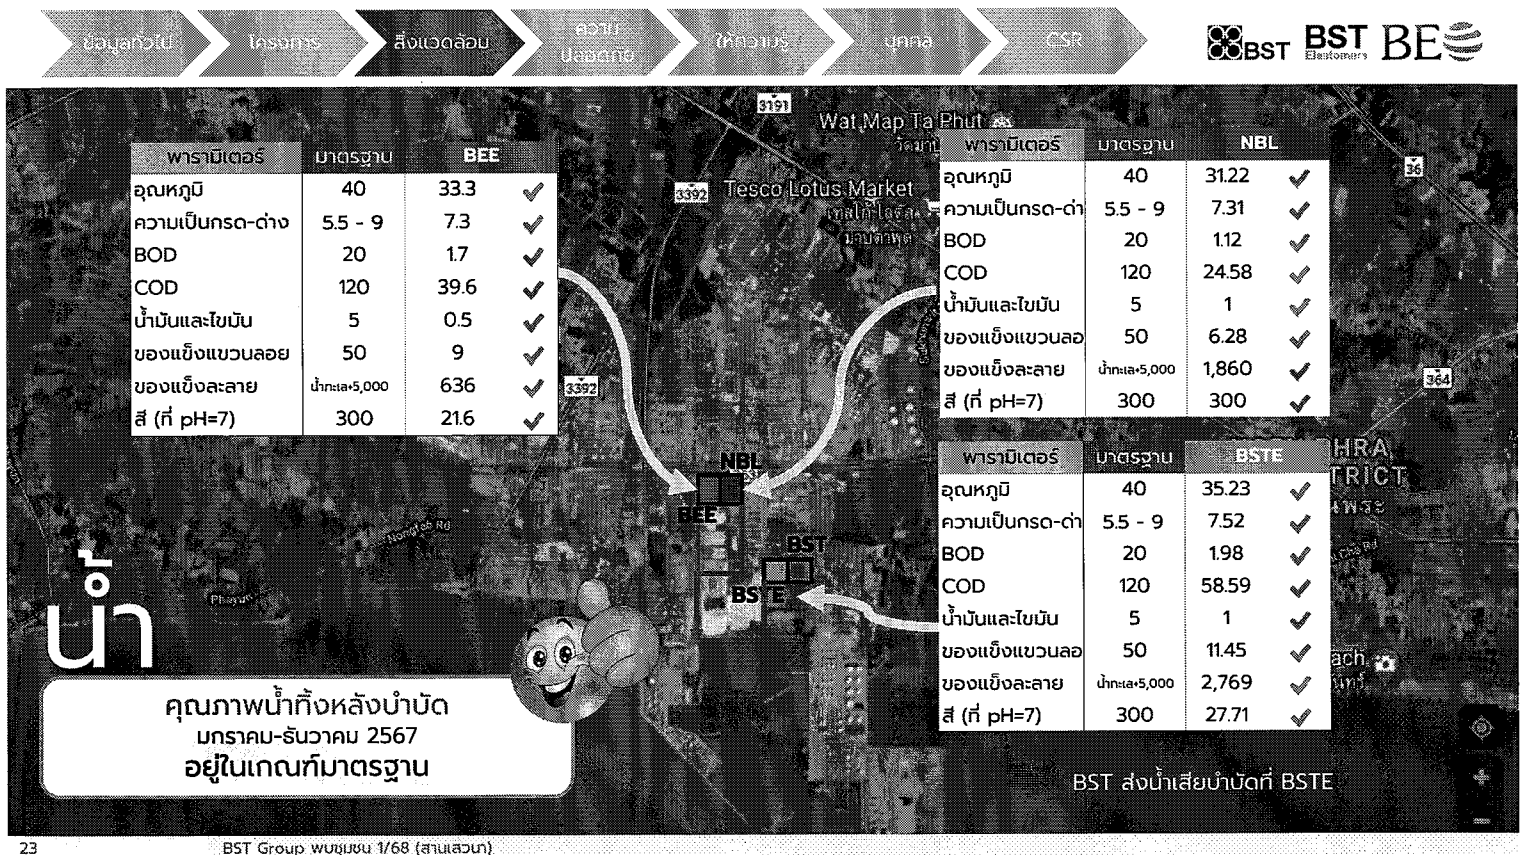 ข้อมูลทั่วไป
โครงการ
สิ่งแวดล้อม
ความ
ปลอดภัย
ให้ความรู้
บุคคล
CSR
BST
BST
Elastomers
BE
3191
Wat Map Ta Phut
3392
Tesco Lotus Market
เทสโก้ โลตัส
มาบตาพุด
36
พารามิเตอร์ มาตรฐาน BEE
อุณหภูมิ 40 33.3 ✓
ความเป็นกรด-ด่าง 5.5 - 9 7.3 ✓
BOD 20 1.7 ✓
COD 120 39.6 ✓
น้ำมันและไขมัน 5 0.5 ✓
ของแข็งแขวนลอย 50 9 ✓
ของแข็งละลาย น้ำทะเล+5,000 636 ✓
สี (ที่ pH=7) 300 21.6 ✓
พารามิเตอร์ มาตรฐาน NBL
อุณหภูมิ 40 31.22 ✓
ความเป็นกรด-ด่า 5.5 - 9 7.31 ✓
BOD 20 1.12 ✓
COD 120 24.58 ✓
น้ำมันและไขมัน 5 1 ✓
ของแข็งแขวนลอ 50 6.28 ✓
ของแข็งละลาย น้ำทะเล+5,000 1,860 ✓
สี (ที่ pH=7) 300 300 ✓
3392
364
HRA
TRICT
พารามิเตอร์ มาตรฐาน BSTE
อุณหภูมิ 40 35.23 ✓
ความเป็นกรด-ด่า 5.5 - 9 7.52 ✓
BOD 20 1.98 ✓
COD 120 58.59 ✓
น้ำมันและไขมัน 5 1 ✓
ของแข็งแขวนลอ 50 11.45 ✓
ของแข็งละลาย น้ำทะเล+5,000 2,769 ✓
สี (ที่ pH=7) 300 27.71 ✓
NBL
BEE
BST
BSTE
Nongfab Rd
ach
น้ำ
คุณภาพน้ำทิ้งหลังบำบัด
มกราคม-ธันวาคม 2567
อยู่ในเกณฑ์มาตรฐาน
BST ส่งน้ำเสียบำบัดที่ BSTE
23
BST Group พบชุมชน 1/68 (สานเสวนา)